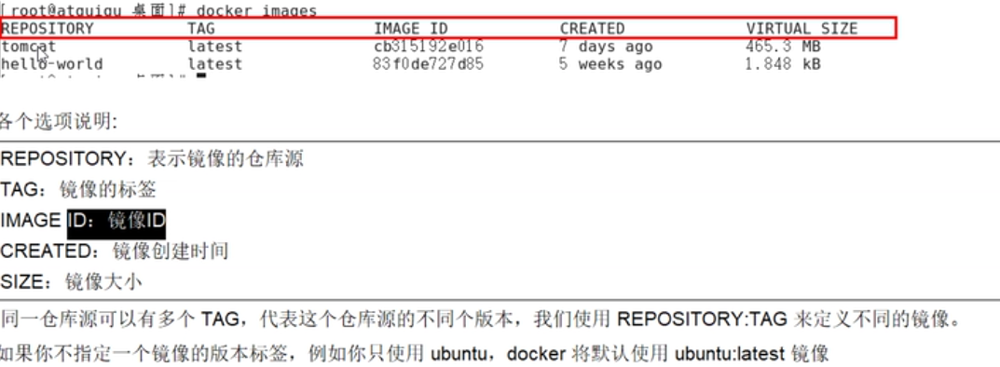 [root@atguigu 桌面]# docker images
REPOSITORY TAG IMAGE ID CREATED VIRTUAL SIZE
tomcat latest cb315192e016 7 days ago 465.3 MB
hello-world latest 83f0de727d85 5 weeks ago 1.848 kB
各个选项说明:
REPOSITORY：表示镜像的仓库源
TAG：镜像的标签
IMAGE ID：镜像ID
CREATED：镜像创建时间
SIZE：镜像大小
同一仓库源可以有多个 TAG，代表这个仓库源的不同个版本，我们使用 REPOSITORY:TAG 来定义不同的镜像。
如果你不指定一个镜像的版本标签，例如你只使用 ubuntu，docker 将默认使用 ubuntu:latest 镜像